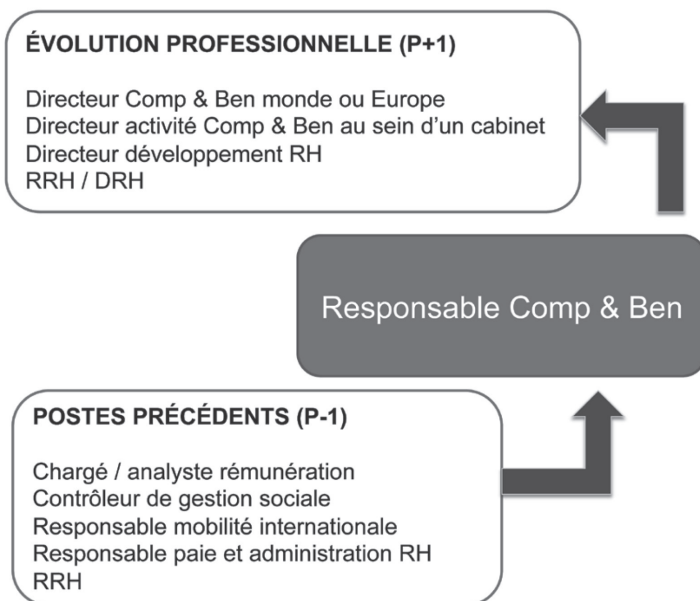 ÉVOLUTION PROFESSIONNELLE (P+1)
Directeur Comp & Ben monde ou Europe
Directeur activité Comp & Ben au sein d’un cabinet
Directeur développement RH
RRH / DRH
Responsable Comp & Ben
POSTES PRÉCÉDENTS (P-1)
Chargé / analyste rémunération
Contrôleur de gestion sociale
Responsable mobilité internationale
Responsable paie et administration RH
RRH